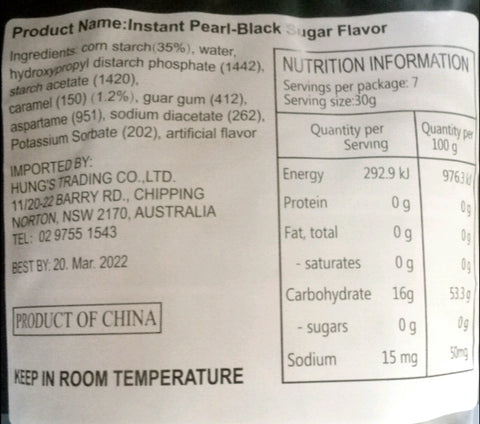 Product Name:Instant Pearl-Black Sugar Flavor
Ingredients: corn starch(35%), water,
hydroxypropyl distarch phosphate (1442),
starch acetate (1420),
caramel (150) (1.2%), guar gum (412),
aspartame (951), sodium diacetate (262),
Potassium Sorbate (202), artificial flavor
IMPORTED BY:
HUNG'S TRADING CO.,LTD.
11/20-22 BARRY RD., CHIPPING
NORTON, NSW 2170, AUSTRALIA
TEL: 02 9755 1543
BEST BY: 20. Mar. 2022
PRODUCT OF CHINA
KEEP IN ROOM TEMPERATURE
NUTRITION INFORMATION
Servings per package: 7
Serving size:30g
Quantity per Serving Quantity per 100 g
Energy 292.9 kJ 976.3 kJ
Protein 0 g 0g
Fat, total 0 g 0g
- saturates 0 g 0g
Carbohydrate 16g 53.3 g
- sugars 0 g 0g
Sodium 15 mg 50mg